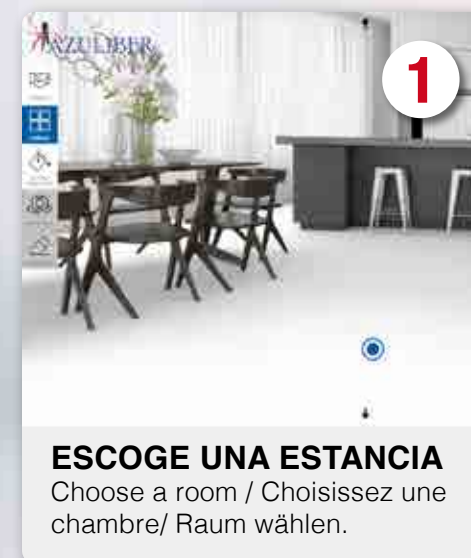 AZULIBER
1
ESCOGE UNA ESTANCIA
Choose a room / Choisissez une
chambre/ Raum wählen.